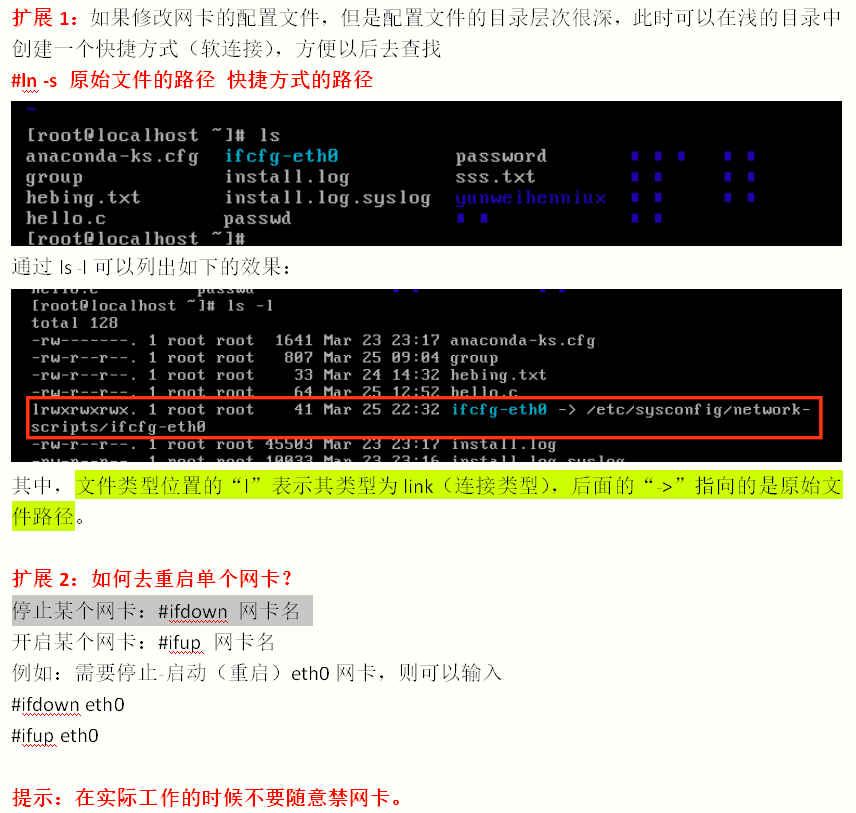 扩展 1：如果修改网卡的配置文件，但是配置文件的目录层次很深，此时可以在浅的目录中
创建一个快捷方式（软连接），方便以后去查找
#ln -s 原始文件的路径 快捷方式的路径
~
[root@localhost ~]# ls
anaconda-ks.cfg ifcfg-eth0 password
group install.log sss.txt
hebing.txt install.log.syslog yunweihenniux
hello.c passwd
[root@localhost ~]#
通过 ls -l 可以列出如下的效果：
hello.c passwd
[root@localhost ~]# ls -l
total 128
-rw-------. 1 root root 1641 Mar 23 23:17 anaconda-ks.cfg
-rw-r--r--. 1 root root 807 Mar 25 09:04 group
-rw-r--r--. 1 root root 33 Mar 24 14:32 hebing.txt
-rw-r--r--. 1 root root 64 Mar 25 12:52 hello.c
lrwxrwxrwx. 1 root root 41 Mar 25 22:32 ifcfg-eth0 -> /etc/sysconfig/network-
scripts/ifcfg-eth0
-rw-r--r--. 1 root root 45503 Mar 23 23:17 install.log
-rw-r--r--. 1 root root 10033 Mar 23 23:16 install.log.syslog
其中，文件类型位置的“l”表示其类型为 link（连接类型），后面的“->”指向的是原始文
件路径。
扩展 2：如何去重启单个网卡？
停止某个网卡：#ifdown 网卡名
开启某个网卡：#ifup 网卡名
例如：需要停止-启动（重启）eth0 网卡，则可以输入
#ifdown eth0
#ifup eth0
提示：在实际工作的时候不要随意禁网卡。